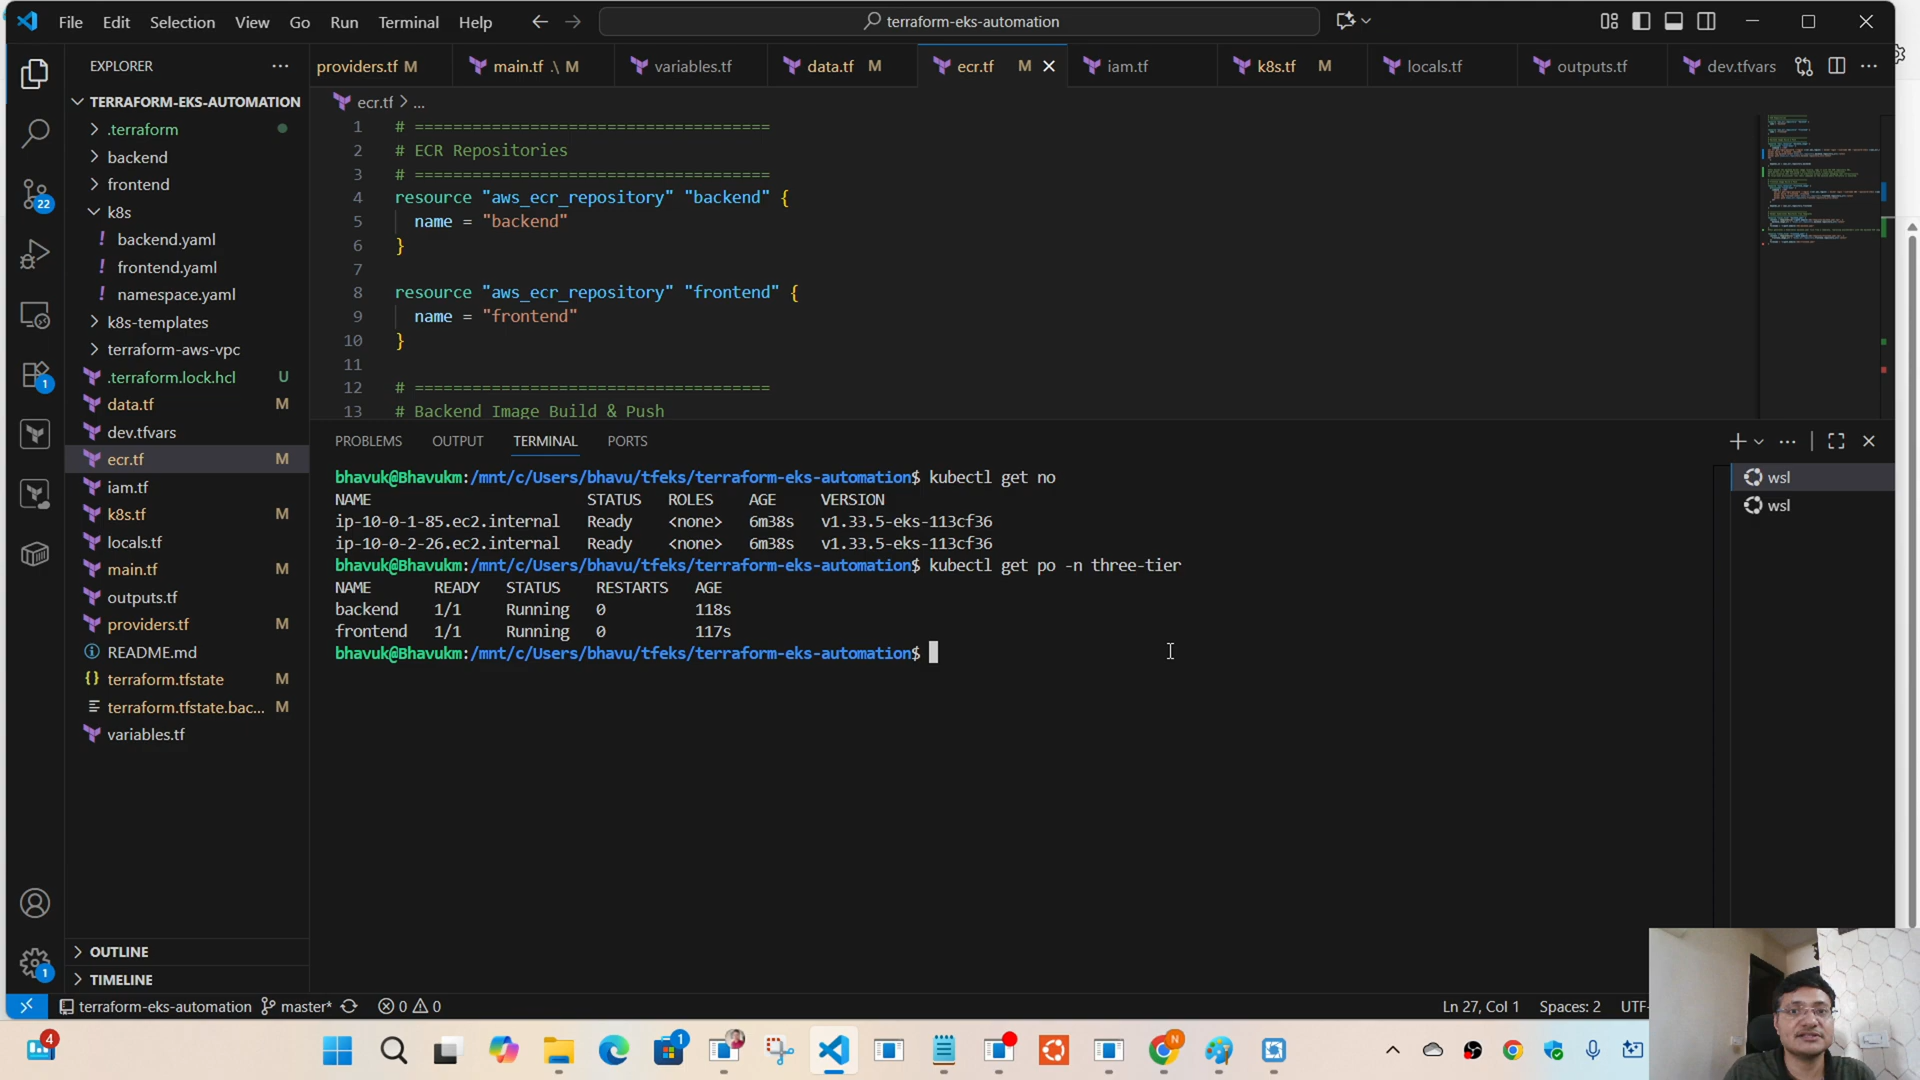 File Edit Selection View Go Run Terminal Help
terraform-eks-automation
EXPLORER
TERRAFORM-EKS-AUTOMATION
.terraform
backend
frontend
k8s
! backend.yaml
! frontend.yaml
! namespace.yaml
k8s-templates
terraform-aws-vpc
.terraform.lock.hcl U
data.tf M
dev.tfvars
ecr.tf M
iam.tf
k8s.tf M
locals.tf
main.tf M
outputs.tf
providers.tf M
README.md
{} terraform.tfstate M
terraform.tfstate.bac... M
variables.tf
OUTLINE
TIMELINE
22
1
1
providers.tf M main.tf .\ M variables.tf data.tf M ecr.tf M iam.tf k8s.tf M locals.tf outputs.tf dev.tfvars
ecr.tf > ...
1 # =====================================
2 # ECR Repositories
3 # =====================================
4 resource "aws_ecr_repository" "backend" {
5 name = "backend"
6 }
7
8 resource "aws_ecr_repository" "frontend" {
9 name = "frontend"
10 }
11
12 # =====================================
13 # Backend Image Build & Push
PROBLEMS OUTPUT TERMINAL PORTS
bhavuk@Bhavukm:/mnt/c/Users/bhavu/tfeks/terraform-eks-automation$ kubectl get no
NAME STATUS ROLES AGE VERSION
ip-10-0-1-85.ec2.internal Ready <none> 6m38s v1.33.5-eks-113cf36
ip-10-0-2-26.ec2.internal Ready <none> 6m38s v1.33.5-eks-113cf36
bhavuk@Bhavukm:/mnt/c/Users/bhavu/tfeks/terraform-eks-automation$ kubectl get po -n three-tier
NAME READY STATUS RESTARTS AGE
backend 1/1 Running 0 118s
frontend 1/1 Running 0 117s
bhavuk@Bhavukm:/mnt/c/Users/bhavu/tfeks/terraform-eks-automation$
wsl
wsl
terraform-eks-automation master* 0 0 Ln 27, Col 1 Spaces: 2 UTF-
4
1
N